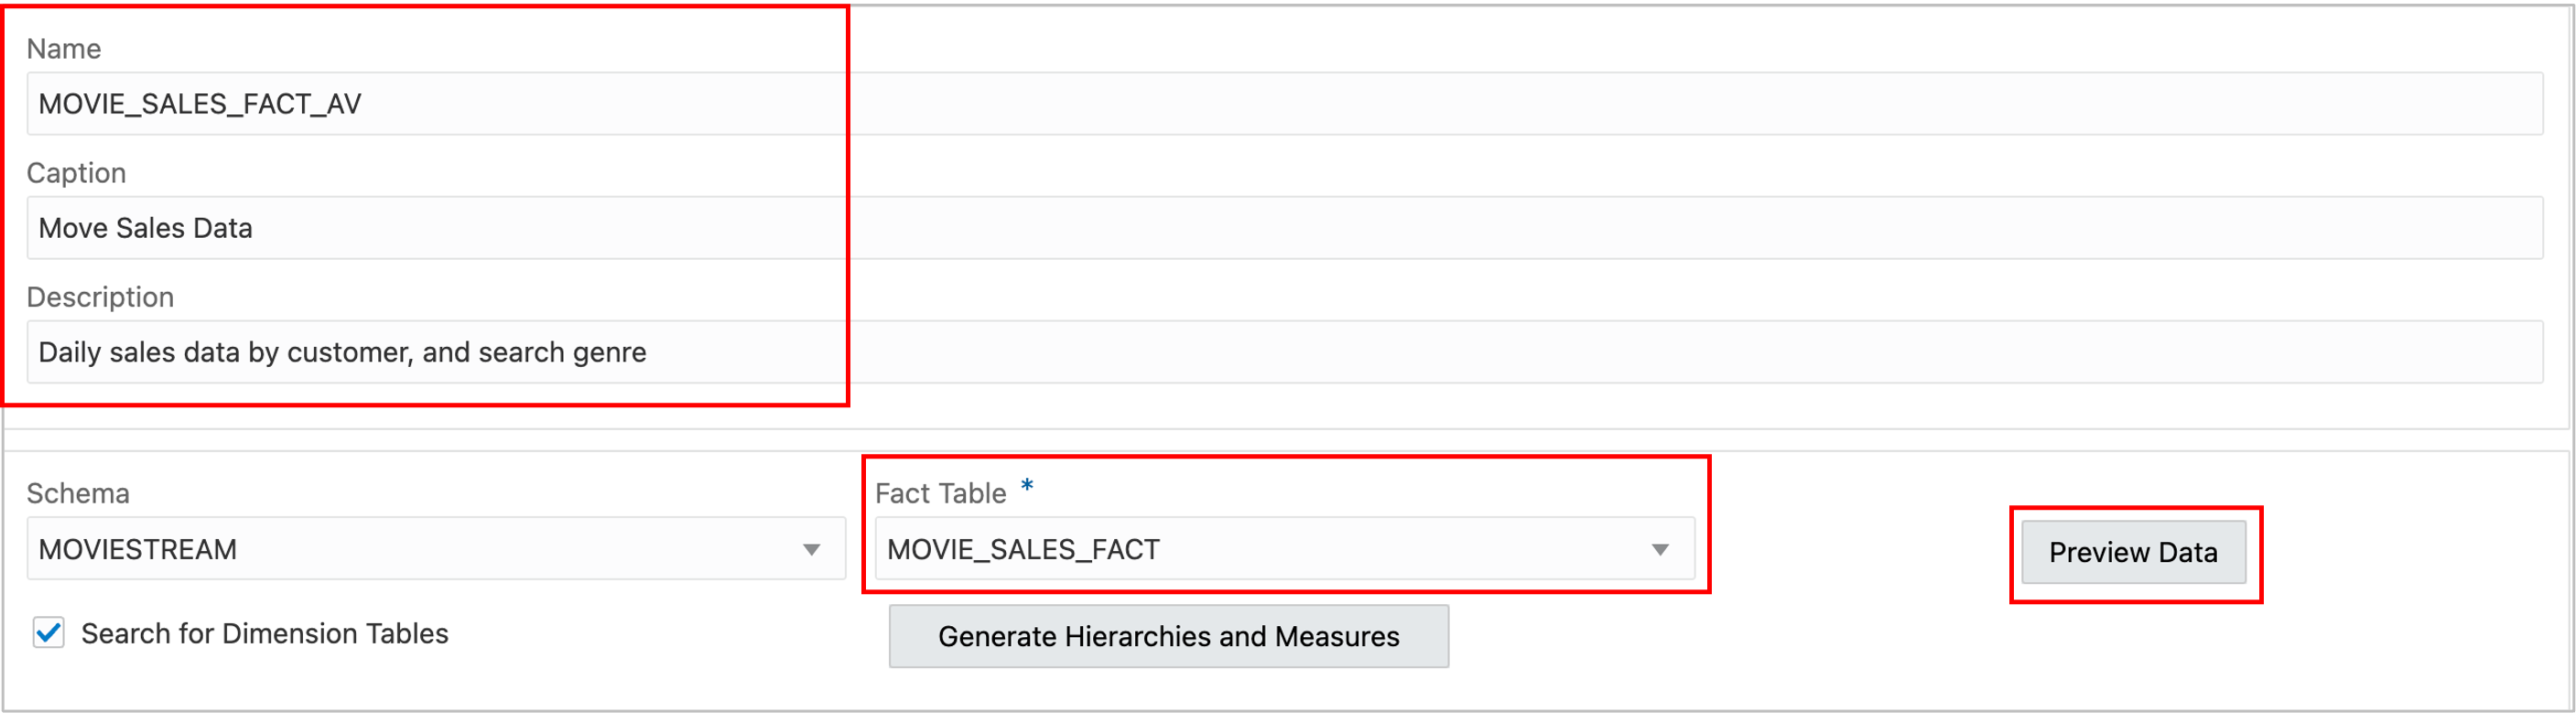 Name
MOVIE_SALES_FACT_AV
Caption
Move Sales Data
Description
Daily sales data by customer, and search genre
Schema
MOVIESTREAM
Fact Table *
MOVIE_SALES_FACT
Preview Data
Search for Dimension Tables
Generate Hierarchies and Measures